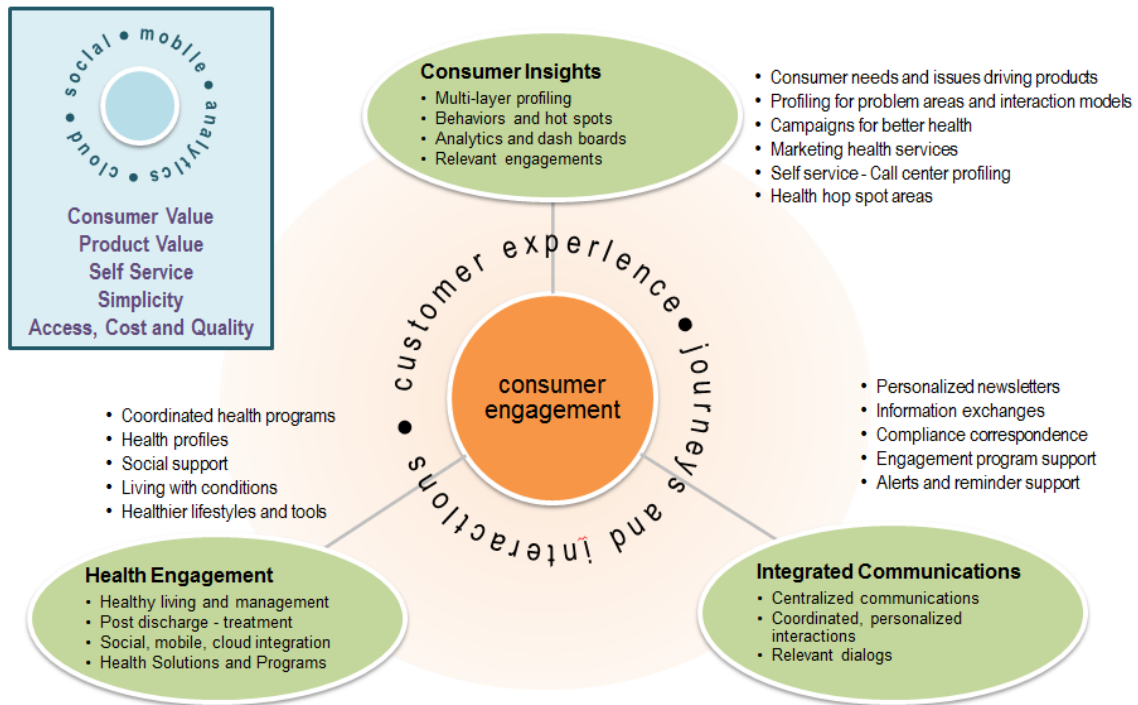 social • mobile • analytics • cloud •
Consumer Value
Product Value
Self Service
Simplicity
Access, Cost and Quality
Consumer Insights
• Multi-layer profiling
• Behaviors and hot spots
• Analytics and dash boards
• Relevant engagements
• Consumer needs and issues driving products
• Profiling for problem areas and interaction models
• Campaigns for better health
• Marketing health services
• Self service - Call center profiling
• Health hop spot areas
• customer experience • journeys and interactions
consumer
engagement
• Coordinated health programs
• Health profiles
• Social support
• Living with conditions
• Healthier lifestyles and tools
• Personalized newsletters
• Information exchanges
• Compliance correspondence
• Engagement program support
• Alerts and reminder support
Health Engagement
• Healthy living and management
• Post discharge - treatment
• Social, mobile, cloud integration
• Health Solutions and Programs
Integrated Communications
• Centralized communications
• Coordinated, personalized
interactions
• Relevant dialogs